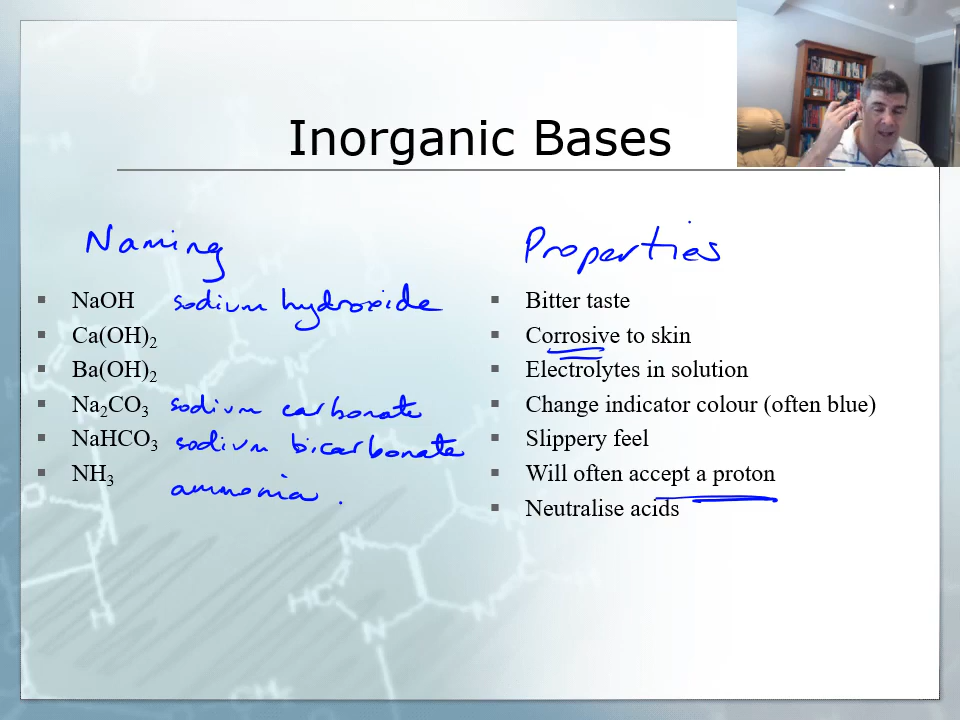 Inorganic Bases
Naming
NaOH sodium hydroxide
Ca(OH)₂
Ba(OH)₂
Na₂CO₃ sodium carbonate
NaHCO₃ sodium bicarbonate
NH₃ ammonia.
Properties
Bitter taste
Corrosive to skin
Electrolytes in solution
Change indicator colour (often blue)
Slippery feel
Will often accept a proton
Neutralise acids
HC
N
N
H